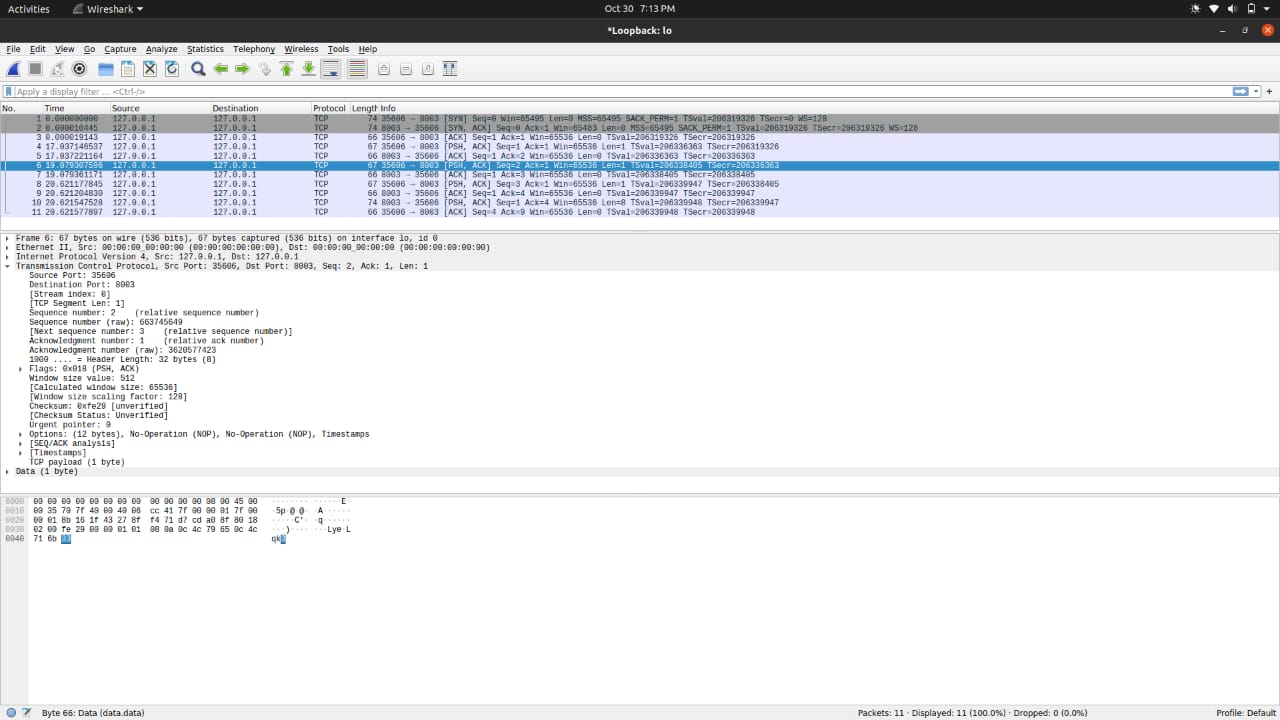 Activities Wireshark Oct 30 7:13 PM
*Loopback: lo
File Edit View Go Capture Analyze Statistics Telephony Wireless Tools Help
Apply a display filter ... <Ctrl-/> +
No. Time Source Destination Protocol Length Info
1 0.000000000 127.0.0.1 127.0.0.1 TCP 74 35606 → 8003 [SYN] Seq=0 Win=65495 Len=0 MSS=65495 SACK_PERM=1 TSval=206319326 TSecr=0 WS=128
2 0.000010445 127.0.0.1 127.0.0.1 TCP 74 8003 → 35606 [SYN, ACK] Seq=0 Ack=1 Win=65483 Len=0 MSS=65495 SACK_PERM=1 TSval=206319326 TSecr=206319326 WS=128
3 0.000019143 127.0.0.1 127.0.0.1 TCP 66 35606 → 8003 [ACK] Seq=1 Ack=1 Win=65536 Len=0 TSval=206319326 TSecr=206319326
4 17.037146537 127.0.0.1 127.0.0.1 TCP 67 35606 → 8003 [PSH, ACK] Seq=1 Ack=1 Win=65536 Len=1 TSval=206336363 TSecr=206319326
5 17.037221164 127.0.0.1 127.0.0.1 TCP 66 8003 → 35606 [ACK] Seq=1 Ack=2 Win=65536 Len=0 TSval=206336363 TSecr=206336363
6 19.079307596 127.0.0.1 127.0.0.1 TCP 67 35606 → 8003 [PSH, ACK] Seq=2 Ack=1 Win=65536 Len=1 TSval=206338405 TSecr=206336363
7 19.079361171 127.0.0.1 127.0.0.1 TCP 66 8003 → 35606 [ACK] Seq=1 Ack=3 Win=65536 Len=0 TSval=206338405 TSecr=206338405
8 20.621177845 127.0.0.1 127.0.0.1 TCP 67 35606 → 8003 [PSH, ACK] Seq=3 Ack=1 Win=65536 Len=1 TSval=206339947 TSecr=206338405
9 20.621204830 127.0.0.1 127.0.0.1 TCP 66 8003 → 35606 [ACK] Seq=1 Ack=4 Win=65536 Len=0 TSval=206339947 TSecr=206339947
10 20.621547528 127.0.0.1 127.0.0.1 TCP 74 8003 → 35606 [PSH, ACK] Seq=1 Ack=4 Win=65536 Len=8 TSval=206339948 TSecr=206339947
11 20.621577897 127.0.0.1 127.0.0.1 TCP 66 35606 → 8003 [ACK] Seq=4 Ack=9 Win=65536 Len=0 TSval=206339948 TSecr=206339948
Frame 6: 67 bytes on wire (536 bits), 67 bytes captured (536 bits) on interface lo, id 0
Ethernet II, Src: 00:00:00_00:00:00 (00:00:00:00:00:00), Dst: 00:00:00_00:00:00 (00:00:00:00:00:00)
Internet Protocol Version 4, Src: 127.0.0.1, Dst: 127.0.0.1
Transmission Control Protocol, Src Port: 35606, Dst Port: 8003, Seq: 2, Ack: 1, Len: 1
Source Port: 35606
Destination Port: 8003
[Stream index: 0]
[TCP Segment Len: 1]
Sequence number: 2 (relative sequence number)
Sequence number (raw): 663745649
[Next sequence number: 3 (relative sequence number)]
Acknowledgment number: 1 (relative ack number)
Acknowledgment number (raw): 3620577423
1000 .... = Header Length: 32 bytes (8)
Flags: 0x018 (PSH, ACK)
Window size value: 512
[Calculated window size: 65536]
[Window size scaling factor: 128]
Checksum: 0xfe29 [unverified]
[Checksum Status: Unverified]
Urgent pointer: 0
Options: (12 bytes), No-Operation (NOP), No-Operation (NOP), Timestamps
[SEQ/ACK analysis]
[Timestamps]
TCP payload (1 byte)
Data (1 byte)
0000 00 00 00 00 00 00 00 00 00 00 00 00 08 00 45 00 ········ ······E·
0010 00 35 70 7f 40 00 40 06 cc 41 7f 00 00 01 7f 00 ·5p·@·@· ·A······
0020 00 01 8b 16 1f 43 27 8f f4 71 d7 cd a0 8f 80 18 ·····C'· ·q······
0030 02 00 fe 29 00 00 01 01 08 0a 0c 4c 79 65 0c 4c ···)···· ···Lye·L
0040 71 6b 33 qk3
Byte 66: Data (data.data) Packets: 11 · Displayed: 11 (100.0%) · Dropped: 0 (0.0%) Profile: Default